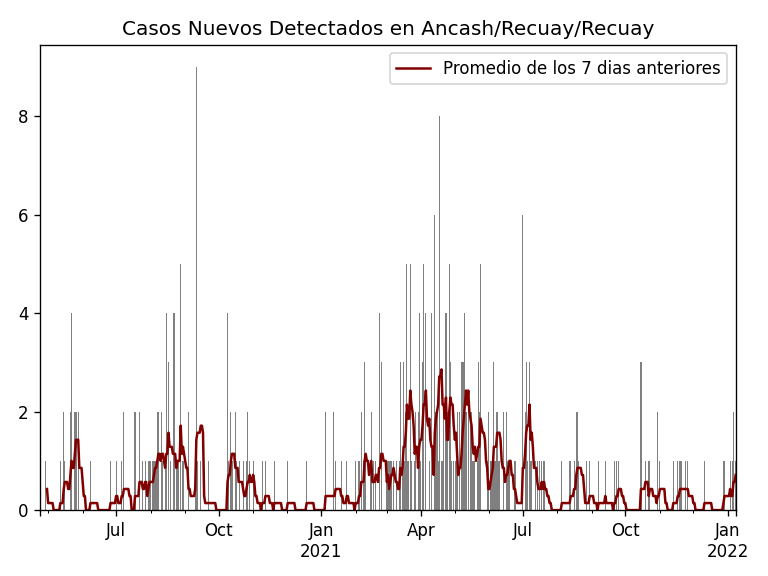 Casos Nuevos Detectados en Ancash/Recuay/Recuay
Promedio de los 7 dias anteriores
8
6
4
2
0
Jul
Oct
Jan
2021
Apr
Jul
Oct
Jan
2022